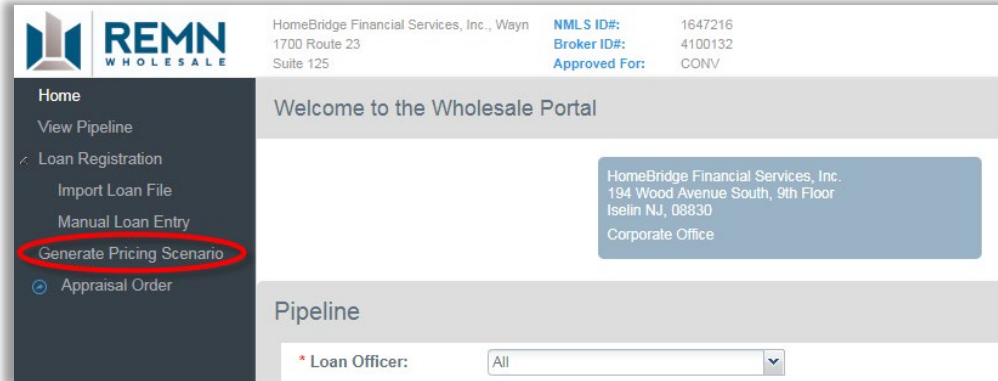 REMN
WHOLESALE
HomeBridge Financial Services, Inc., Wayn
1700 Route 23
Suite 125
NMLS ID#: 1647216
Broker ID#: 4100132
Approved For: CONV
Home
View Pipeline
Loan Registration
Import Loan File
Manual Loan Entry
Generate Pricing Scenario
Appraisal Order
Welcome to the Wholesale Portal
HomeBridge Financial Services, Inc.
194 Wood Avenue South, 9th Floor
Iselin NJ, 08830
Corporate Office
Pipeline
* Loan Officer: All